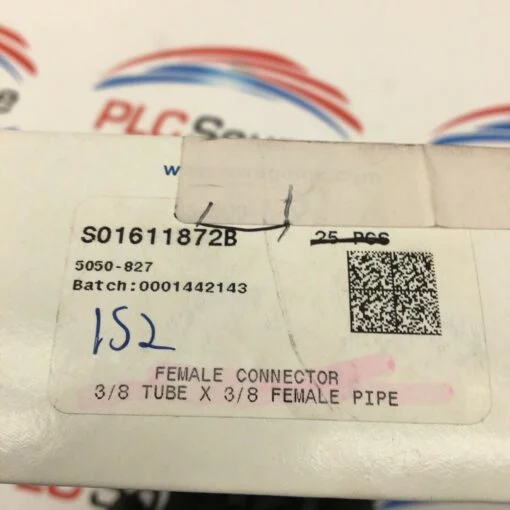 PLC
S01611872B
25 PCS
5050-827
Batch:0001442143
152
FEMALE CONNECTOR
3/8 TUBE X 3/8 FEMALE PIPE